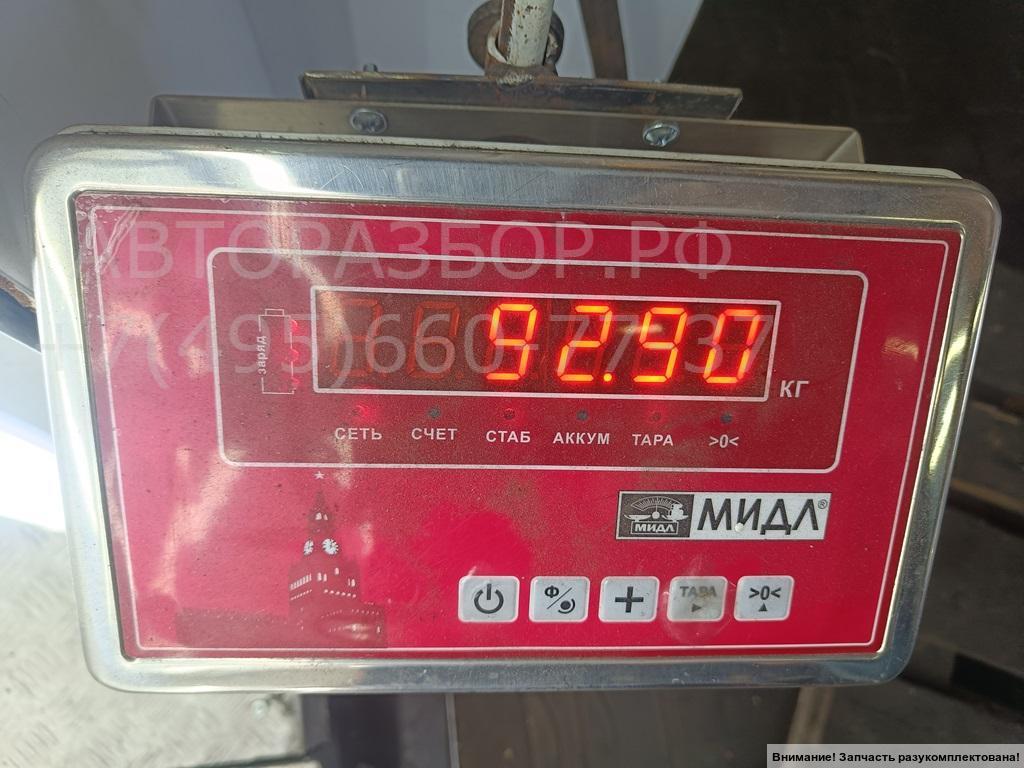 АВТОРАЗБОР.РФ
+7(495)660-77-37
заряд
92.90
КГ
СЕТЬ СЧЕТ СТАБ АККУМ ТАРА >0<
МИДЛ МИДЛ®
Ф ТАРА >0<
Внимание! Запчасть разукомплектована!